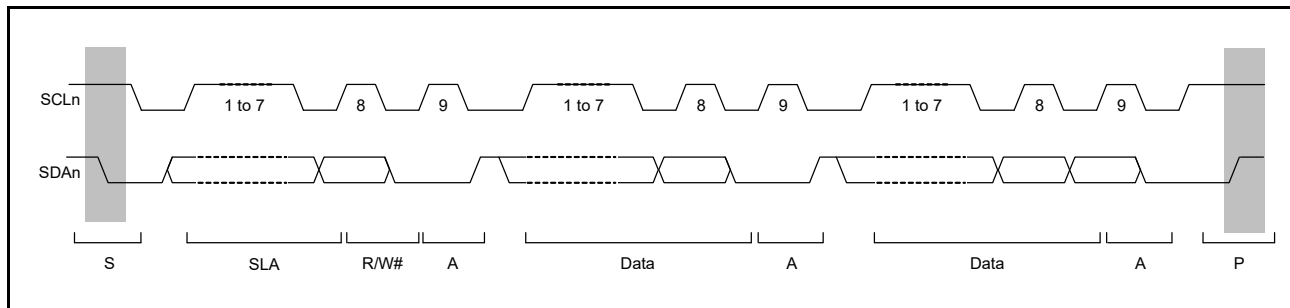 SCLn 1 to 7 8 9 1 to 7 8 9 1 to 7 8 9
SDAn
S SLA R/W# A Data A Data A P